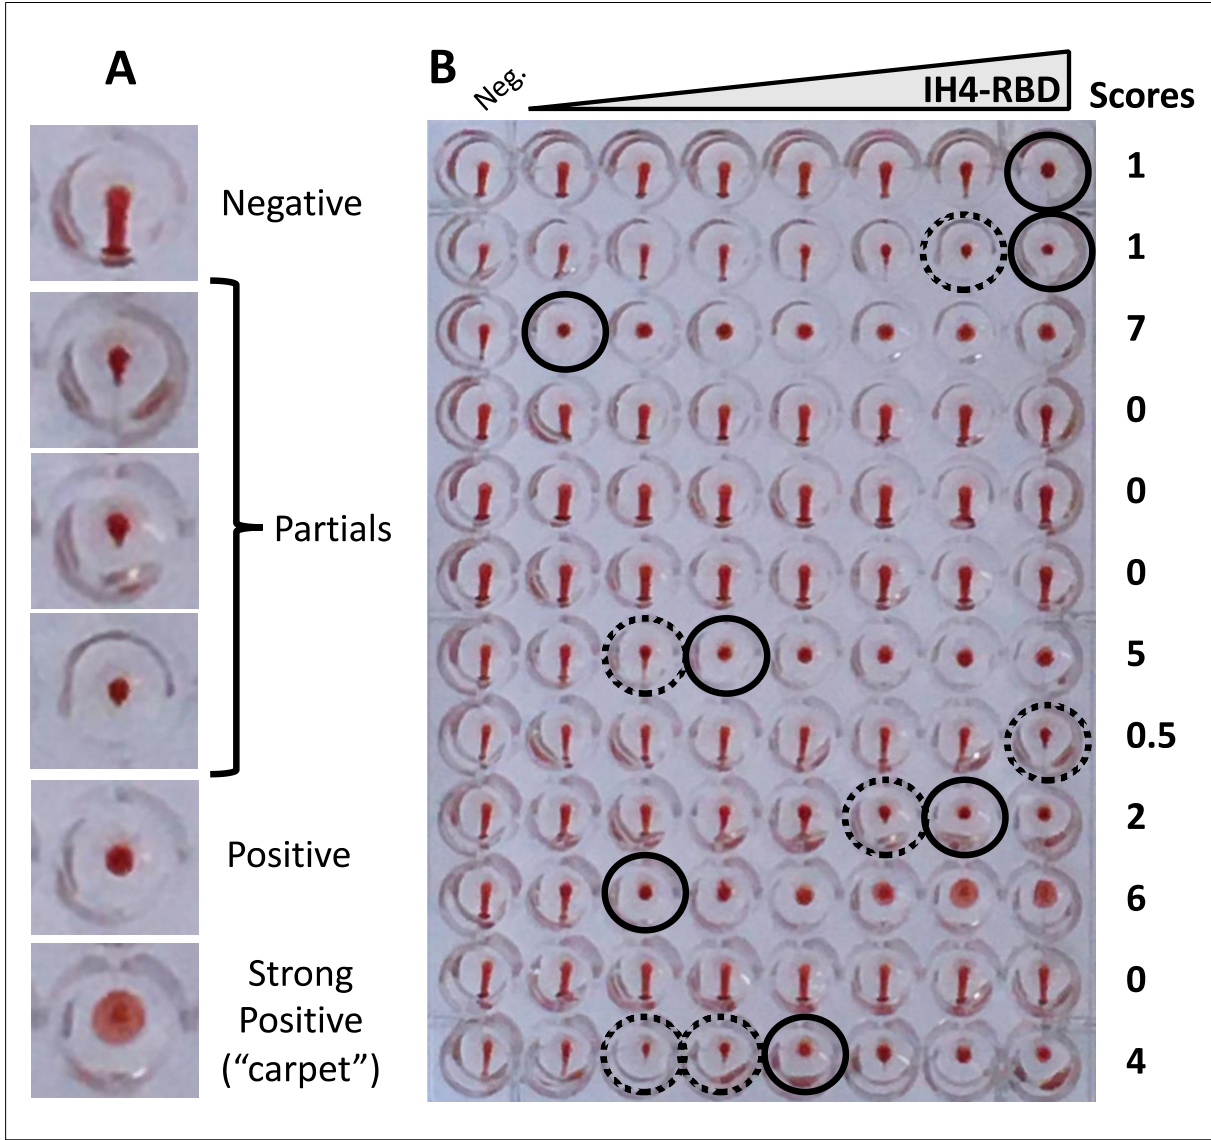 A
B
Neg.
IH4-RBD
Scores
Negative
Partials
Positive
Strong
Positive
(“carpet”)
1
1
7
0
0
0
5
0.5
2
6
0
4